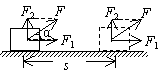 F₂ F F₂ F
α F₁ F₁
s